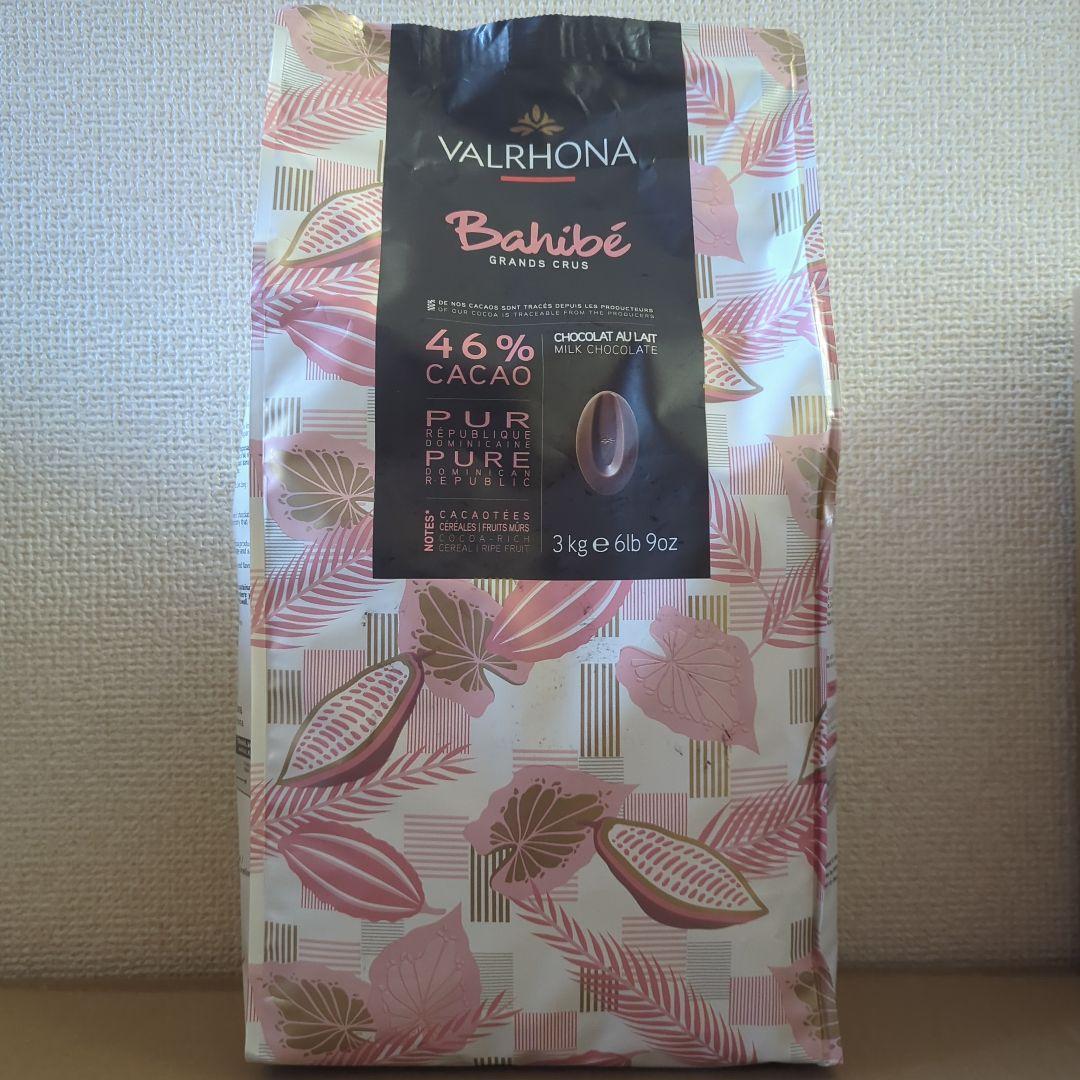 VALRHONA
Bahibé
GRANDS CRUS
100% DE NOS CACAOS SONT TRACÉS DEPUIS LES PRODUCTEURS
OF OUR COCOA IS TRACEABLE FROM THE PRODUCERS
46%
CACAO
CHOCOLAT AU LAIT
MILK CHOCOLATE
PUR
RÉPUBLIQUE
DOMINICAINE
PURE
DOMINICAN
REPUBLIC
NOTES*
CACAOTÉES
CÉRÉALES | FRUITS MÛRS
COCOA-RICH
CEREAL | RIPE FRUIT
3 kg e 6lb 9oz